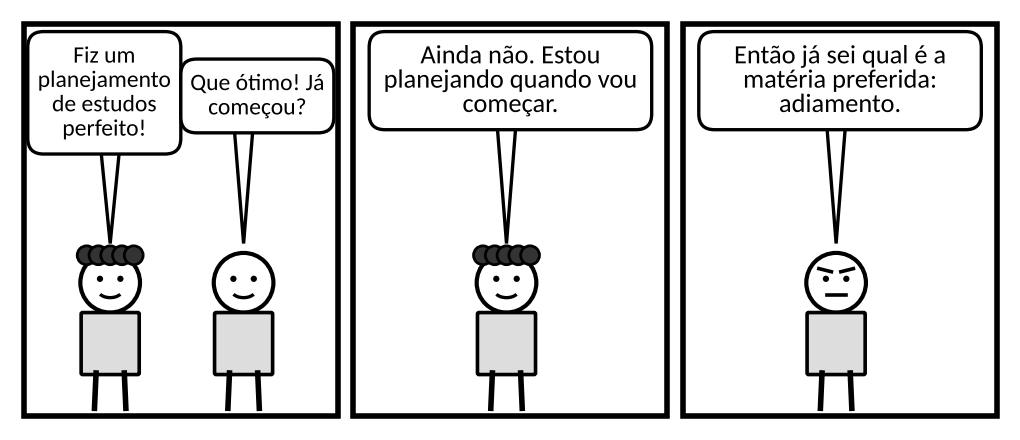 Fiz um
planejamento
de estudos
perfeito!
Que ótimo! Já
começou?
Ainda não. Estou
planejando quando vou
começar.
Então já sei qual é a
matéria preferida:
adiamento.